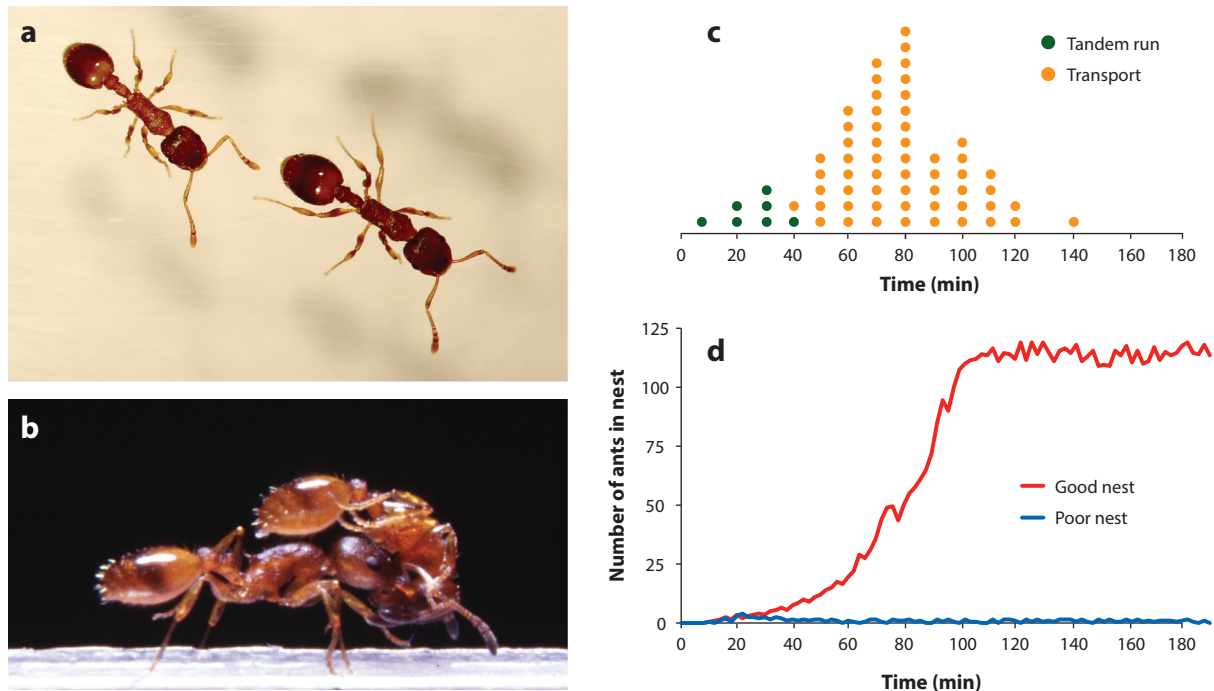 a
b
c
Tandem run
Transport
0 20 40 60 80 100 120 140 160 180
Time (min)
d
125
100
75
50
25
0
Number of ants in nest
Good nest
Poor nest
0 20 40 60 80 100 120 140 160 180
Time (min)